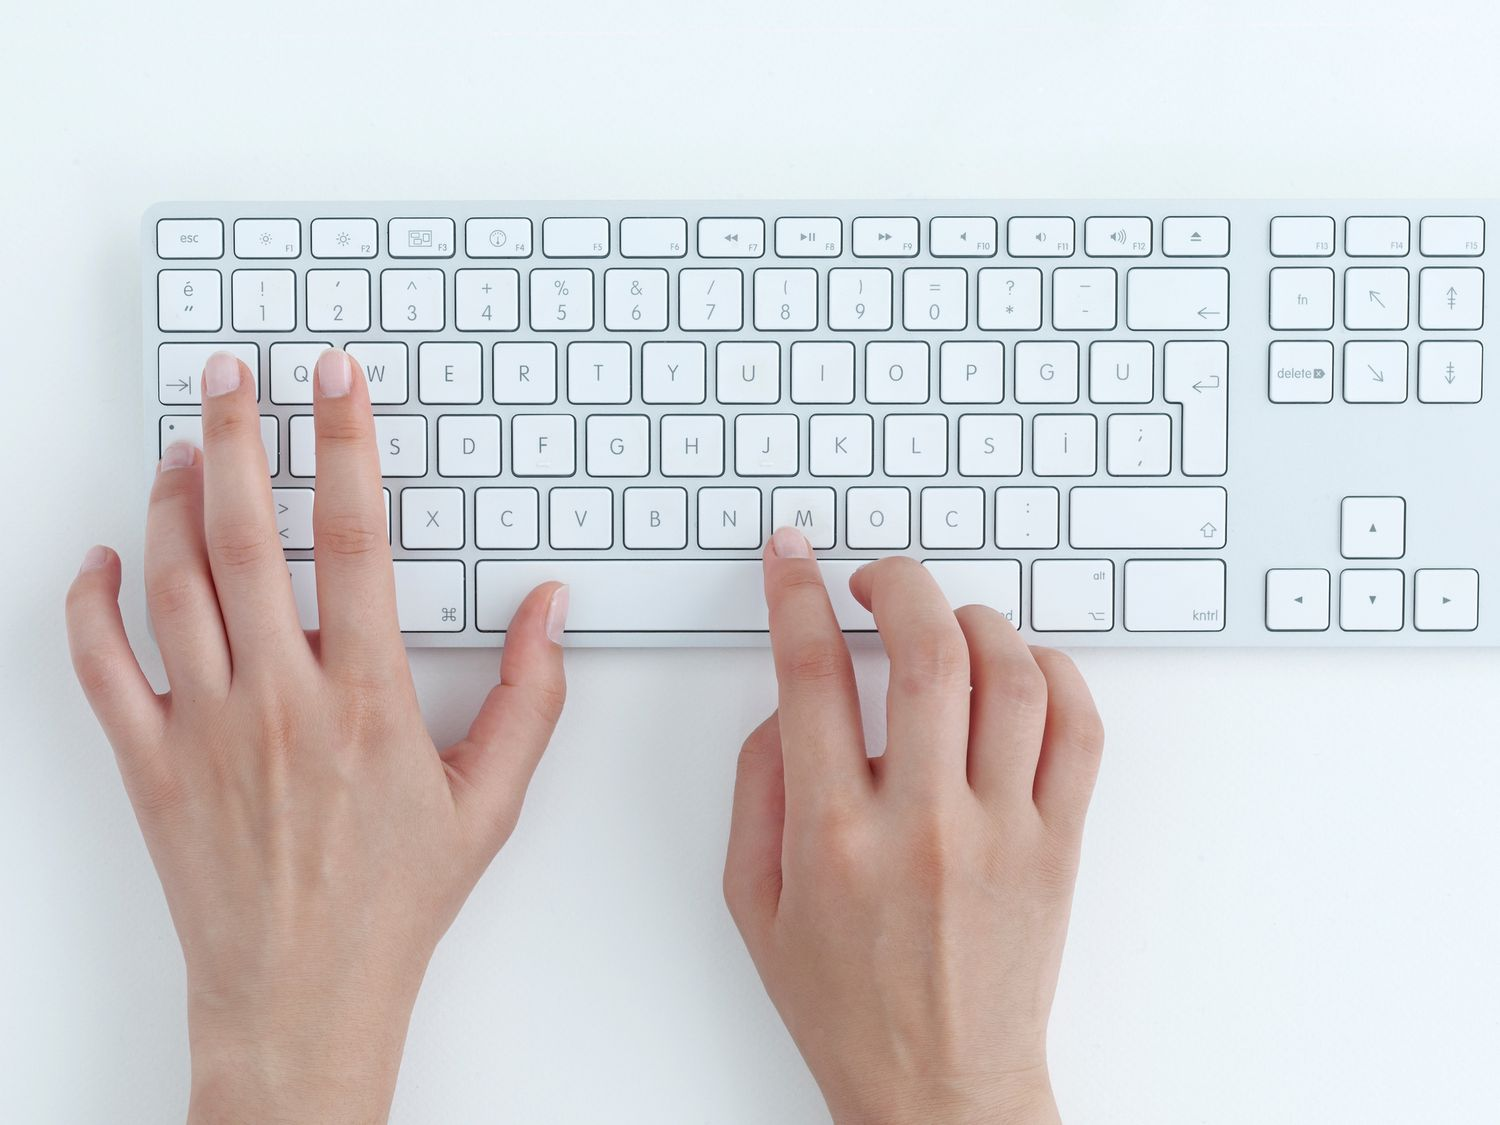 esc F1 F2 F3 F4 F5 F6 F7 F8 F9 F10 F11 F12 F13 F14 F15
é ! ' ^ + % & / ( ) = ? _
" 1 2 3 4 5 6 7 8 9 0 * - fn
Q W E R T Y U I O P G U delete
S D F G H J K L S İ ;
,
> X C V B N M O C :
< .
alt
⌘ kntrl